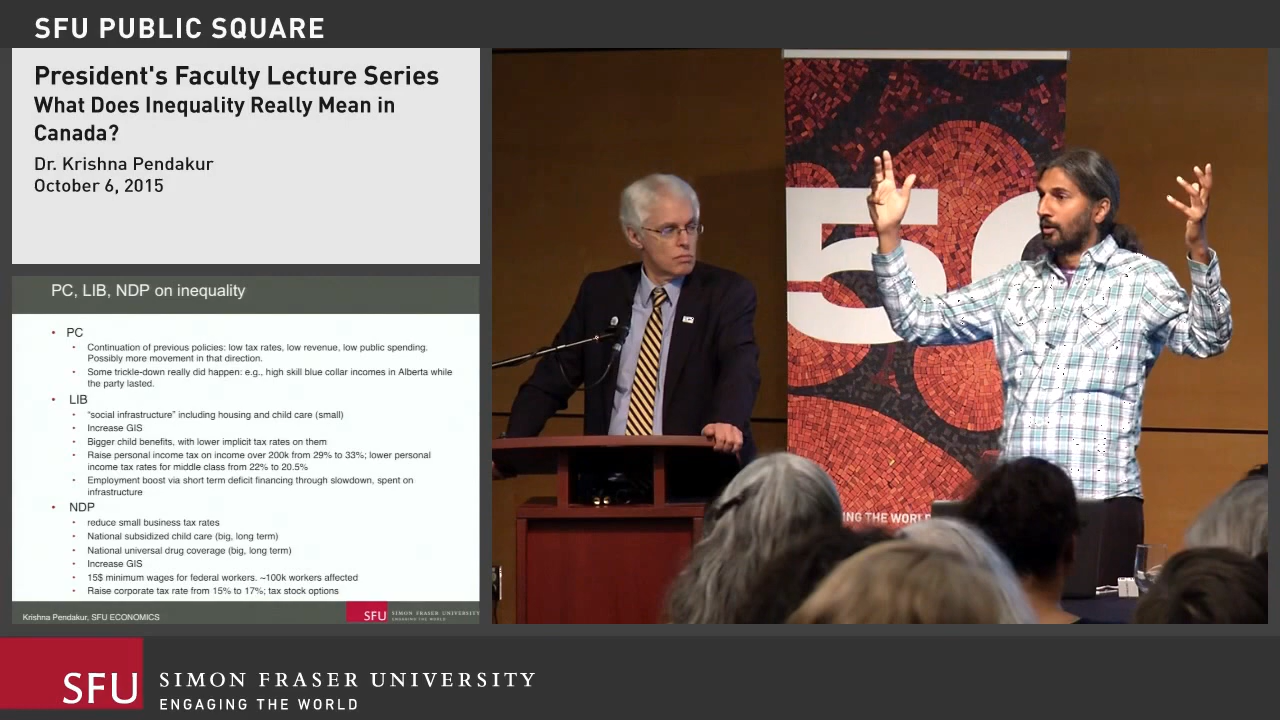 SFU PUBLIC SQUARE
President's Faculty Lecture Series
What Does Inequality Really Mean in
Canada?
Dr. Krishna Pendakur
October 6, 2015
PC, LIB, NDP on inequality
• PC
• Continuation of previous policies: low tax rates, low revenue, low public spending.
Possibly more movement in that direction.
• Some trickle-down really did happen: e.g., high skill blue collar incomes in Alberta while
the party lasted.
• LIB
• “social infrastructure” including housing and child care (small)
• Increase GIS
• Bigger child benefits, with lower implicit tax rates on them
• Raise personal income tax on income over 200k from 29% to 33%; lower personal
income tax rates for middle class from 22% to 20.5%
• Employment boost via short term deficit financing through slowdown, spent on
infrastructure
• NDP
• reduce small business tax rates
• National subsidized child care (big, long term)
• National universal drug coverage (big, long term)
• Increase GIS
• 15$ minimum wages for federal workers. ~100k workers affected
• Raise corporate tax rate from 15% to 17%; tax stock options
Krishna Pendakur, SFU ECONOMICS
SFU SIMON FRASER UNIVERSITY
ENGAGING THE WORLD
5
ING THE WORL
SFU SIMON FRASER UNIVERSITY
ENGAGING THE WORLD